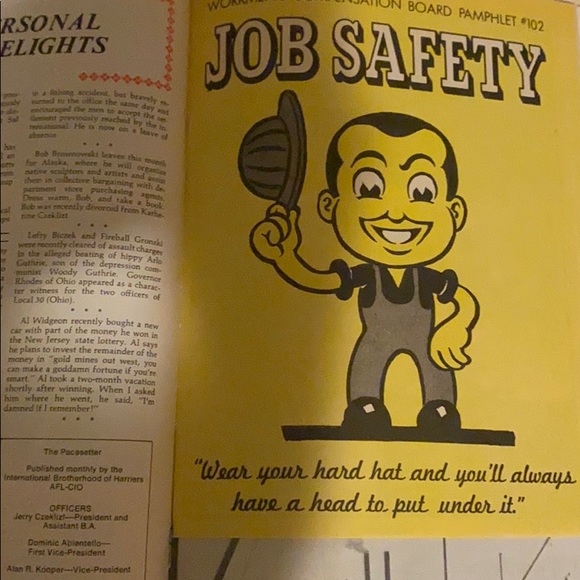 RSONAL
ELIGHTS
in a fishing accident, but bravely re-
turned to the office the same day and
encouraged the men to accept the set-
tlement previously reached by the in-
ternational. He is now on a leave of
absence.
Bob Bozenowski leaves this month
for Alaska, where he will organize
native sculptors and artists and assist
them in collective bargaining with de-
partment store purchasing agents.
Dress warm, Bob, and take a book.
Bob was recently divorced from Kathe-
rine Czeklizt.
Lefty Biczek and Fireball Gronski
were recently cleared of assault charges
in the alleged beating of hippy Arlo
Guthrie, son of the depression com-
munist Woody Guthrie. Governor
Rhodes of Ohio appeared as a charac-
ter witness for the two officers of
Local 30 (Ohio).
Al Widgeon recently bought a new
car with part of the money he won in
the New Jersey state lottery. Al says
he plans to invest the remainder of the
money in "gold mines out west, you
can make a goddamn fortune if you're
smart." Al took a two-month vacation
shortly after winning. When I asked
him where he went, he said, "I'm
damned if I remember!"
The Pacesetter
Published monthly by the
International Brotherhood of Harriers
AFL-CIO
OFFICERS
Jerry Czeklizt—President and
Assistant B.A.
Dominic Abientello—
First Vice-President
Alan R. Kooper—Vice-President
BOARD PAMPHLET #102
JOB SAFETY
"Wear your hard hat and you'll always
have a head to put under it."